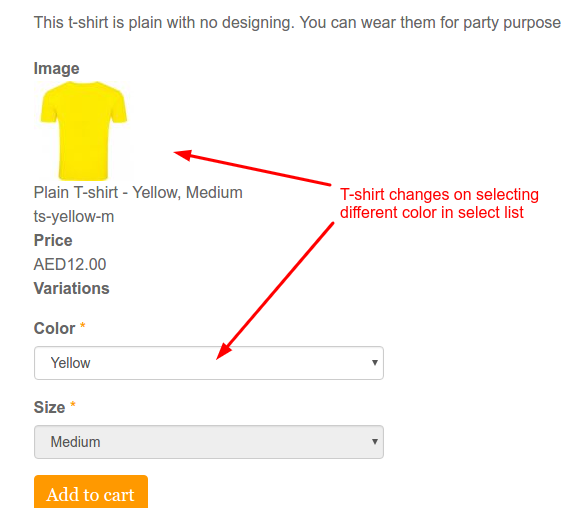 This t-shirt is plain with no designing. You can wear them for party purpose
Image
Plain T-shirt - Yellow, Medium
ts-yellow-m
Price
AED12.00
Variations
T-shirt changes on selecting
different color in select list
Color *
Yellow
Size *
Medium
Add to cart